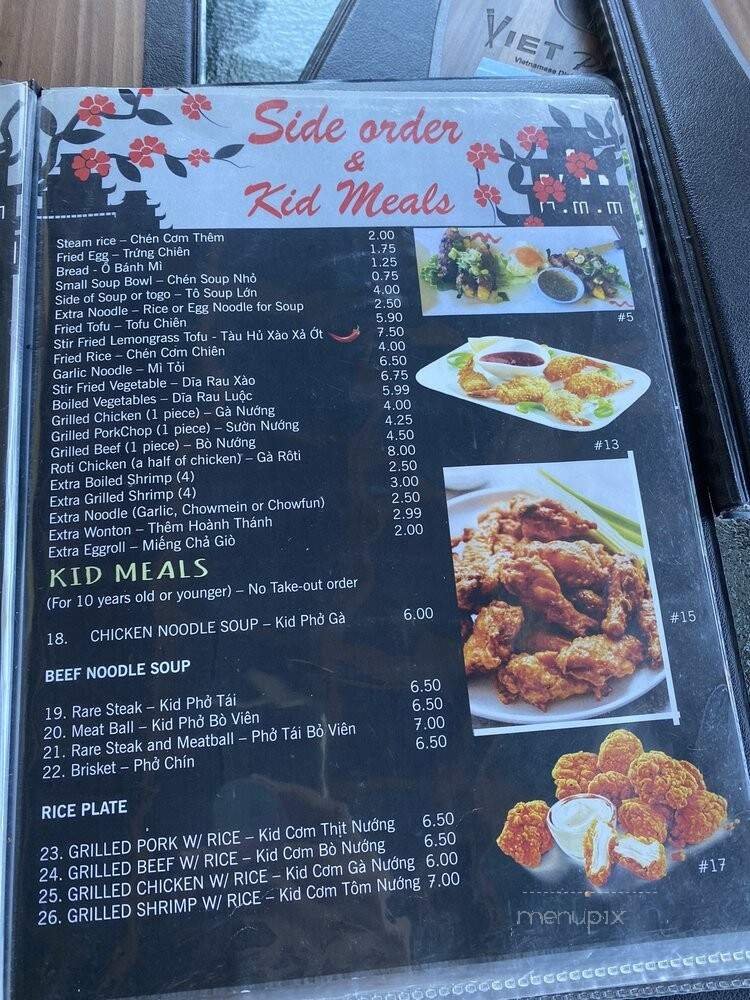 VIET
Vietnamese
Side order
&
Kid Meals
Steam rice – Chén Cơm Thêm 2.00
Fried Egg – Trứng Chiên 1.75
Bread - Ổ Bánh Mì 1.25
Small Soup Bowl – Chén Soup Nhỏ 0.75
Side of Soup or togo – Tô Soup Lớn 4.00
Extra Noodle – Rice or Egg Noodle for Soup 2.50
Fried Tofu – Tofu Chiên 5.90
Stir Fried Lemongrass Tofu - Tàu Hủ Xào Xả Ớt 7.50
Fried Rice – Chén Cơm Chiên 4.00
Garlic Noodle – Mì Tỏi 6.50
Stir Fried Vegetable – Dĩa Rau Xào 6.75
Boiled Vegetables – Dĩa Rau Luộc 5.99
Grilled Chicken (1 piece) – Gà Nướng 4.00
Grilled PorkChop (1 piece) – Sườn Nướng 4.25
Grilled Beef (1 piece) – Bò Nướng 4.50
Roti Chicken (a half of chicken) – Gà Rôti 8.00
Extra Boiled Shrimp (4) 2.50
Extra Grilled Shrimp (4) 3.00
Extra Noodle (Garlic, Chowmein or Chowfun) 2.50
Extra Wonton – Thêm Hoành Thánh 2.99
Extra Eggroll – Miếng Chả Giò 2.00
#5
#13
#15
#17
KID MEALS
(For 10 years old or younger) – No Take-out order
18. CHICKEN NOODLE SOUP – Kid Phở Gà 6.00
BEEF NOODLE SOUP
19. Rare Steak – Kid Phở Tái 6.50
20. Meat Ball – Kid Phở Bò Viên 6.50
21. Rare Steak and Meatball – Phở Tái Bỏ Viên 7.00
22. Brisket – Phở Chín 6.50
RICE PLATE
23. GRILLED PORK W/ RICE – Kid Cơm Thịt Nướng 6.50
24. GRILLED BEEF W/ RICE – Kid Cơm Bò Nướng 6.50
25. GRILLED CHICKEN W/ RICE – Kid Cơm Gà Nướng 6.00
26. GRILLED SHRIMP W/ RICE – Kid Cơm Tôm Nướng 7.00
menupix